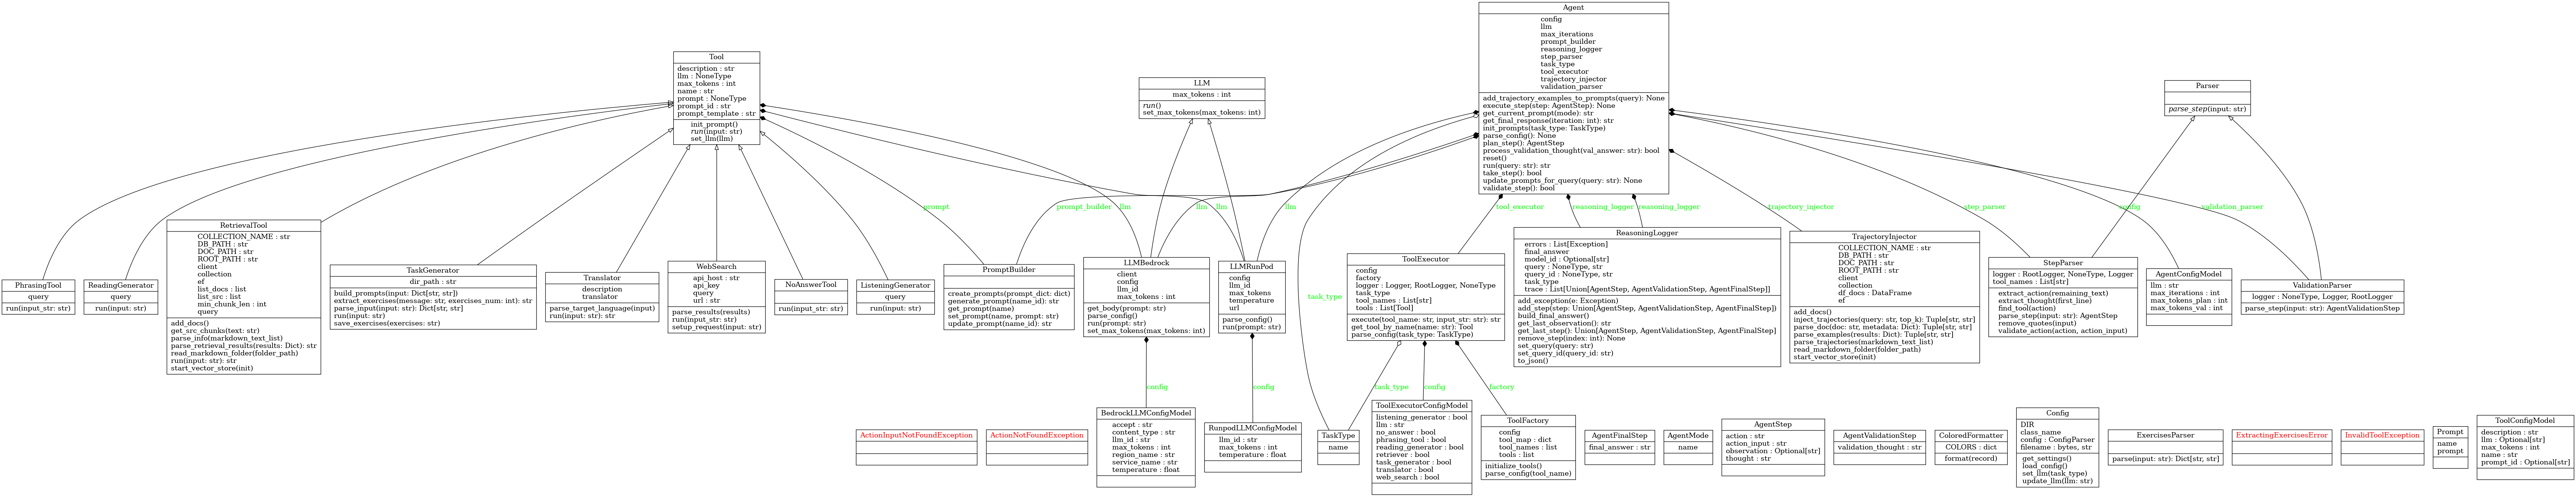 Agent
config
llm
max_iterations
prompt_builder
reasoning_logger
step_parser
task_type
tool_executor
trajectory_injector
validation_parser
add_trajectory_examples_to_prompts(query): None
execute_step(step: AgentStep): None
get_current_prompt(mode): str
get_final_response(iteration: int): str
init_prompts(task_type: TaskType)
parse_config(): None
plan_step(): AgentStep
process_validation_thought(val_answer: str): bool
reset()
run(query: str): str
take_step(): bool
update_prompts_for_query(query: str): None
validate_step(): bool
Tool
description : str
llm : NoneType
max_tokens : int
name : str
prompt : NoneType
prompt_id : str
prompt_template : str
init_prompt()
run(input: str)
set_llm(llm)
LLM
max_tokens : int
run()
set_max_tokens(max_tokens: int)
Parser
parse_step(input: str)
prompt
prompt_builder
llm
llm
llm
llm
task_type
tool_executor
reasoning_logger
reasoning_logger
trajectory_injector
step_parser
config
validation_parser
PhrasingTool
query
run(input_str: str)
ReadingGenerator
query
run(input: str)
RetrievalTool
COLLECTION_NAME : str
DB_PATH : str
DOC_PATH : str
ROOT_PATH : str
client
collection
ef
list_docs : list
list_src : list
min_chunk_len : int
query
add_docs()
get_src_chunks(text: str)
parse_info(markdown_text_list)
parse_retrieval_results(results: Dict): str
read_markdown_folder(folder_path)
run(input: str): str
start_vector_store(init)
TaskGenerator
dir_path : str
build_prompts(input: Dict[str, str])
extract_exercises(message: str, exercises_num: int): str
parse_input(input: str): Dict[str, str]
run(input: str)
save_exercises(exercises: str)
Translator
description
translator
parse_target_language(input)
run(input: str): str
WebSearch
api_host : str
api_key
query
url : str
parse_results(results)
run(input_str: str)
setup_request(input: str)
NoAnswerTool
run(input_str: str)
ListeningGenerator
query
run(input: str)
PromptBuilder
create_prompts(prompt_dict: dict)
generate_prompt(name_id): str
get_prompt(name)
set_prompt(name, prompt: str)
update_prompt(name_id): str
LLMBedrock
client
config
llm_id
max_tokens : int
get_body(prompt: str)
parse_config()
run(prompt: str)
set_max_tokens(max_tokens: int)
LLMRunPod
config
llm_id
max_tokens
temperature
url
parse_config()
run(prompt: str)
ToolExecutor
config
factory
logger : Logger, RootLogger, NoneType
task_type
tool_names : List[str]
tools : List[Tool]
execute(tool_name: str, input_str: str): str
get_tool_by_name(name: str): Tool
parse_config(task_type: TaskType)
ReasoningLogger
errors : List[Exception]
final_answer
model_id : Optional[str]
query : NoneType, str
query_id : NoneType, str
task_type
trace : List[Union[AgentStep, AgentValidationStep, AgentFinalStep]]
add_exception(e: Exception)
add_step(step: Union[AgentStep, AgentValidationStep, AgentFinalStep])
build_final_answer()
get_last_observation(): str
get_last_step(): Union[AgentStep, AgentValidationStep, AgentFinalStep]
remove_step(index: int): None
set_query(query: str)
set_query_id(query_id: str)
to_json()
TrajectoryInjector
COLLECTION_NAME : str
DB_PATH : str
DOC_PATH : str
ROOT_PATH : str
client
collection
df_docs : DataFrame
ef
add_docs()
inject_trajectories(query: str, top_k): Tuple[str, str]
parse_doc(doc: str, metadata: Dict): Tuple[str, str]
parse_examples(results: Dict): Tuple[str, str]
parse_trajectories(markdown_text_list)
read_markdown_folder(folder_path)
start_vector_store(init)
StepParser
logger : RootLogger, NoneType, Logger
tool_names : List[str]
extract_action(remaining_text)
extract_thought(first_line)
find_tool(action)
parse_step(input: str): AgentStep
remove_quotes(input)
validate_action(action, action_input)
AgentConfigModel
llm : str
max_iterations : int
max_tokens_plan : int
max_tokens_val : int
ValidationParser
logger : NoneType, Logger, RootLogger
parse_step(input: str): AgentValidationStep
config
config
task_type
config
factory
ActionInputNotFoundException
ActionNotFoundException
BedrockLLMConfigModel
accept : str
content_type : str
llm_id : str
max_tokens : int
region_name : str
service_name : str
temperature : float
RunpodLLMConfigModel
llm_id : str
max_tokens : int
temperature : float
TaskType
name
ToolExecutorConfigModel
listening_generator : bool
llm : str
no_answer : bool
phrasing_tool : bool
reading_generator : bool
retriever : bool
task_generator : bool
translator : bool
web_search : bool
ToolFactory
config
tool_map : dict
tool_names : list
tools : list
initialize_tools()
parse_config(tool_name)
AgentFinalStep
final_answer : str
AgentMode
name
AgentStep
action : str
action_input : str
observation : Optional[str]
thought : str
AgentValidationStep
validation_thought : str
ColoredFormatter
COLORS : dict
format(record)
Config
DIR
class_name
config : ConfigParser
filename : bytes, str
get_settings()
load_config()
set_llm(task_type)
update_llm(llm: str)
ExercisesParser
parse(input: str): Dict[str, str]
ExtractingExercisesError
InvalidToolException
Prompt
name
prompt
ToolConfigModel
description : str
llm : Optional[str]
max_tokens : int
name : str
prompt_id : Optional[str]